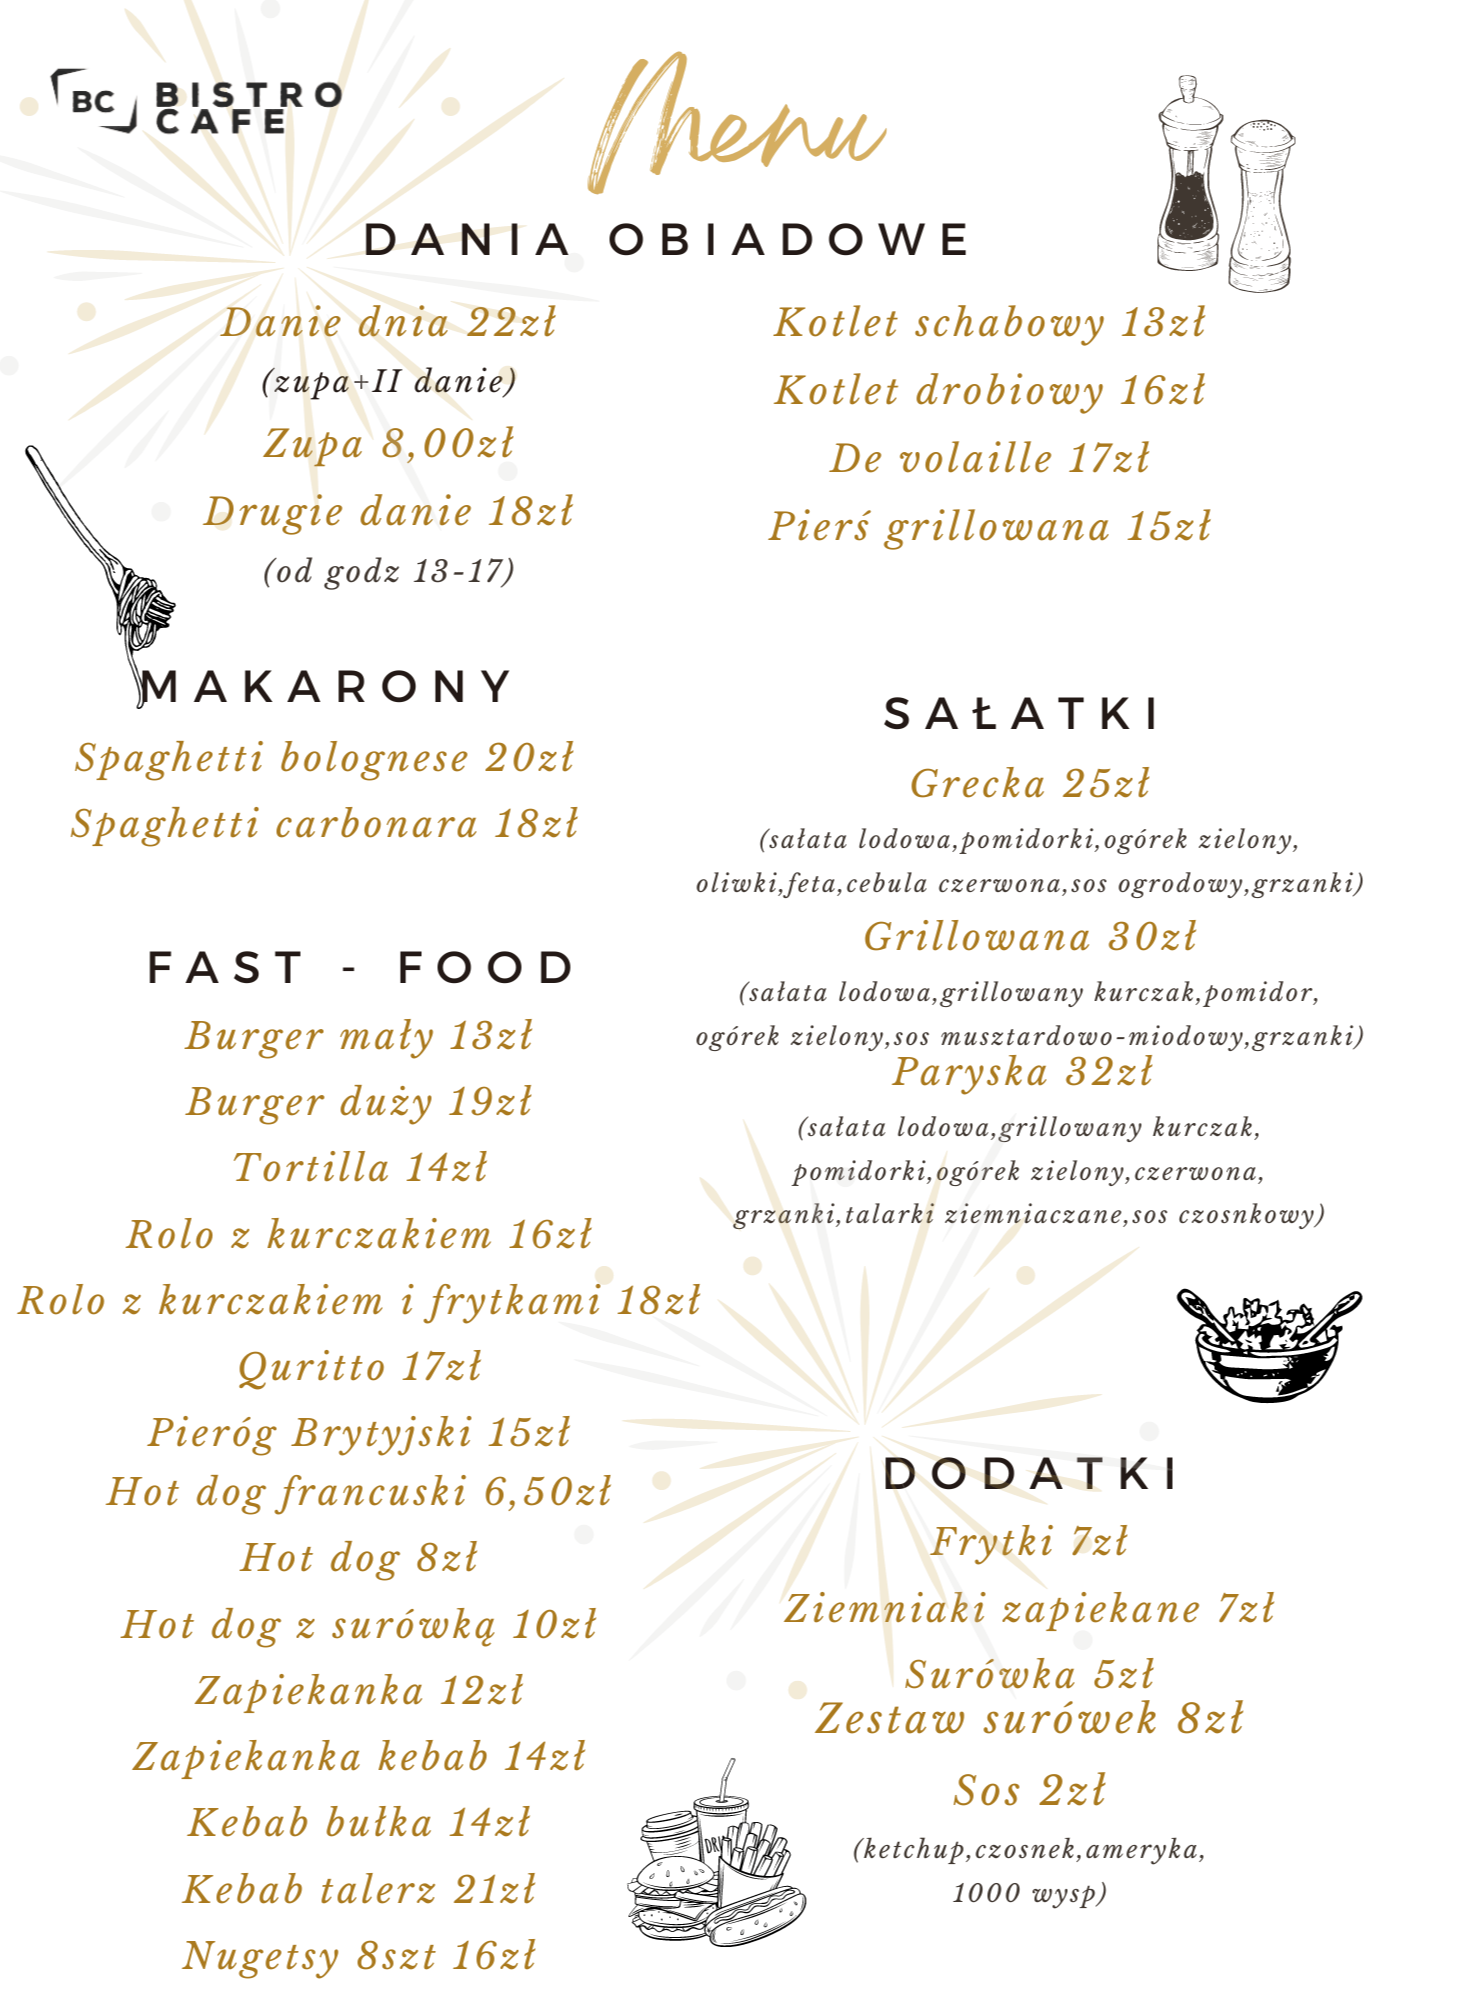 BC BISTRO
CAFE
Menu
DANIA OBIADOWE
Danie dnia 22zł
(zupa+II danie)
Zupa 8,00zł
Drugie danie 18zł
(od godz 13-17)
Kotlet schabowy 13zł
Kotlet drobiowy 16zł
De volaille 17zł
Pierś grillowana 15zł
MAKARONY
Spaghetti bolognese 20zł
Spaghetti carbonara 18zł
FAST - FOOD
Burger mały 13zł
Burger duży 19zł
Tortilla 14zł
Rolo z kurczakiem 16zł
Rolo z kurczakiem i frytkami 18zł
Quritto 17zł
Pieróg Brytyjski 15zł
Hot dog francuski 6,50zł
Hot dog 8zł
Hot dog z surówką 10zł
Zapiekanka 12zł
Zapiekanka kebab 14zł
Kebab bułka 14zł
Kebab talerz 21zł
Nugetsy 8szt 16zł
SAŁATKI
Grecka 25zł
(sałata lodowa,pomidorki,ogórek zielony,
oliwki,feta,cebula czerwona,sos ogrodowy,grzanki)
Grillowana 30zł
(sałata lodowa,grillowany kurczak,pomidor,
ogórek zielony,sos musztardowo-miodowy,grzanki)
Paryska 32zł
(sałata lodowa,grillowany kurczak,
pomidorki,ogórek zielony,czerwona,
grzanki,talarki ziemniaczane,sos czosnkowy)
DODATKI
Frytki 7zł
Ziemniaki zapiekane 7zł
Surówka 5zł
Zestaw surówek 8zł
Sos 2zł
(ketchup,czosnek,ameryka,
1000 wysp)